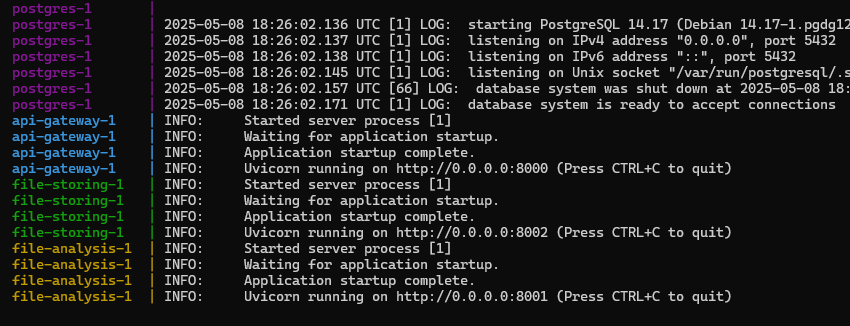 postgres-1       |
postgres-1       | 2025-05-08 18:26:02.136 UTC [1] LOG:  starting PostgreSQL 14.17 (Debian 14.17-1.pgdg12
postgres-1       | 2025-05-08 18:26:02.137 UTC [1] LOG:  listening on IPv4 address "0.0.0.0", port 5432
postgres-1       | 2025-05-08 18:26:02.138 UTC [1] LOG:  listening on IPv6 address "::", port 5432
postgres-1       | 2025-05-08 18:26:02.145 UTC [1] LOG:  listening on Unix socket "/var/run/postgresql/.s
postgres-1       | 2025-05-08 18:26:02.157 UTC [66] LOG:  database system was shut down at 2025-05-08 18:
postgres-1       | 2025-05-08 18:26:02.171 UTC [1] LOG:  database system is ready to accept connections
api-gateway-1    | INFO:     Started server process [1]
api-gateway-1    | INFO:     Waiting for application startup.
api-gateway-1    | INFO:     Application startup complete.
api-gateway-1    | INFO:     Uvicorn running on http://0.0.0.0:8000 (Press CTRL+C to quit)
file-storing-1   | INFO:     Started server process [1]
file-storing-1   | INFO:     Waiting for application startup.
file-storing-1   | INFO:     Application startup complete.
file-storing-1   | INFO:     Uvicorn running on http://0.0.0.0:8002 (Press CTRL+C to quit)
file-analysis-1  | INFO:     Started server process [1]
file-analysis-1  | INFO:     Waiting for application startup.
file-analysis-1  | INFO:     Application startup complete.
file-analysis-1  | INFO:     Uvicorn running on http://0.0.0.0:8001 (Press CTRL+C to quit)